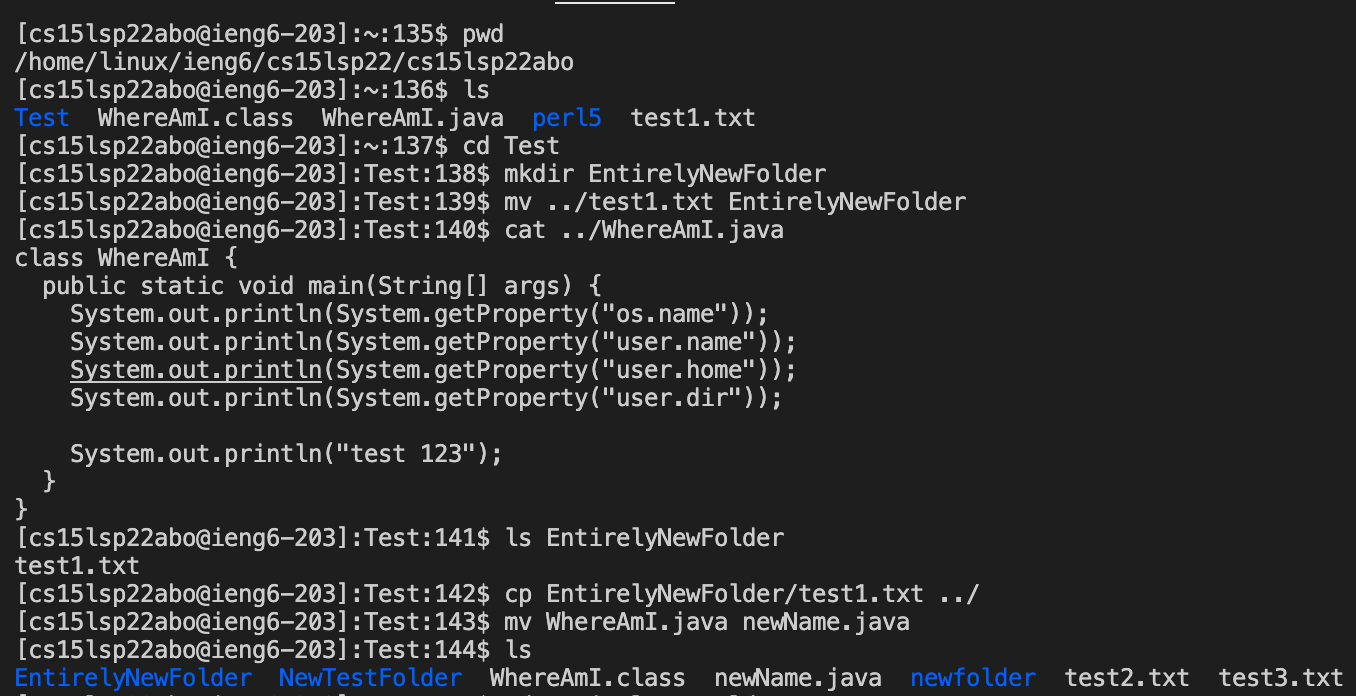 [cs15lsp22abo@ieng6-203]:~:135$ pwd
/home/linux/ieng6/cs15lsp22/cs15lsp22abo
[cs15lsp22abo@ieng6-203]:~:136$ ls
Test  WhereAmI.class  WhereAmI.java  perl5  test1.txt
[cs15lsp22abo@ieng6-203]:~:137$ cd Test
[cs15lsp22abo@ieng6-203]:Test:138$ mkdir EntirelyNewFolder
[cs15lsp22abo@ieng6-203]:Test:139$ mv ../test1.txt EntirelyNewFolder
[cs15lsp22abo@ieng6-203]:Test:140$ cat ../WhereAmI.java
class WhereAmI {
  public static void main(String[] args) {
    System.out.println(System.getProperty("os.name"));
    System.out.println(System.getProperty("user.name"));
    System.out.println(System.getProperty("user.home"));
    System.out.println(System.getProperty("user.dir"));

    System.out.println("test 123");
  }
}
[cs15lsp22abo@ieng6-203]:Test:141$ ls EntirelyNewFolder
test1.txt
[cs15lsp22abo@ieng6-203]:Test:142$ cp EntirelyNewFolder/test1.txt ../
[cs15lsp22abo@ieng6-203]:Test:143$ mv WhereAmI.java newName.java
[cs15lsp22abo@ieng6-203]:Test:144$ ls
EntirelyNewFolder  NewTestFolder  WhereAmI.class  newName.java  newfolder  test2.txt  test3.txt